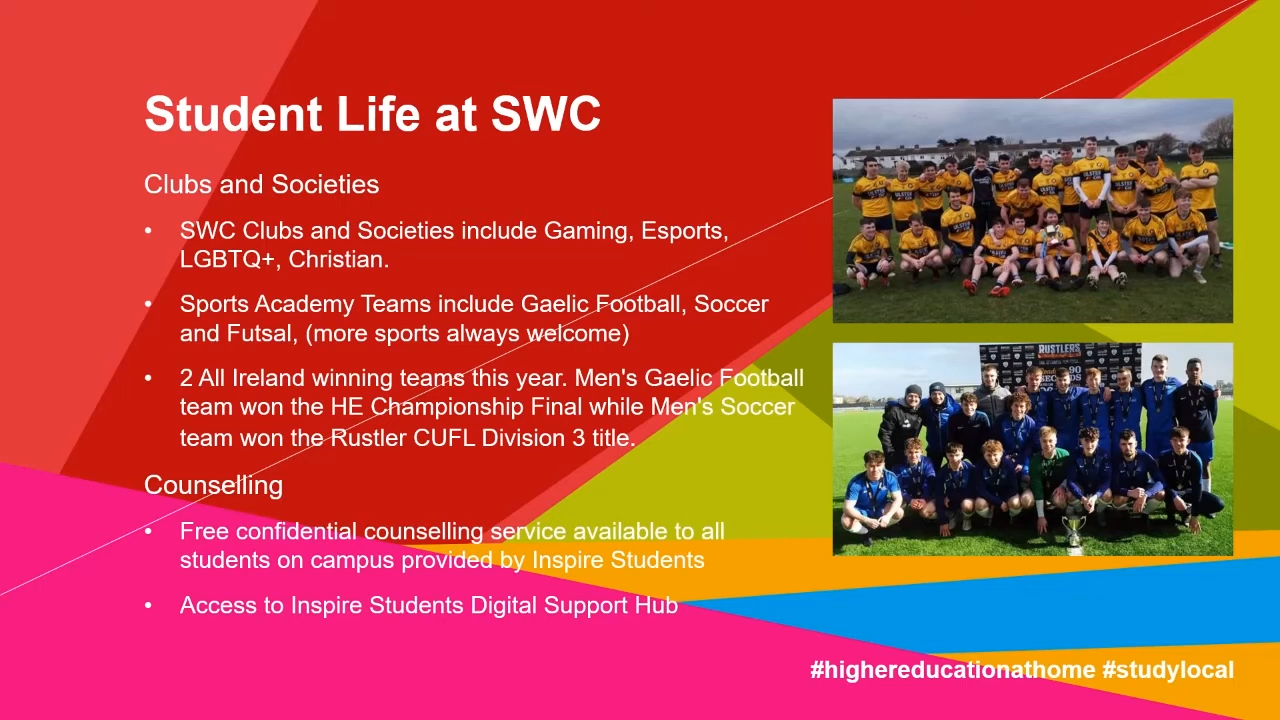 Student Life at SWC
Clubs and Societies
• SWC Clubs and Societies include Gaming, Esports,
LGBTQ+, Christian.
• Sports Academy Teams include Gaelic Football, Soccer
and Futsal, (more sports always welcome)
• 2 All Ireland winning teams this year. Men's Gaelic Football
team won the HE Championship Final while Men's Soccer
team won the Rustler CUFL Division 3 title.
Counselling
• Free confidential counselling service available to all
students on campus provided by Inspire Students
• Access to Inspire Students Digital Support Hub
RUSTLERS
90
#highereducationathome #studylocal